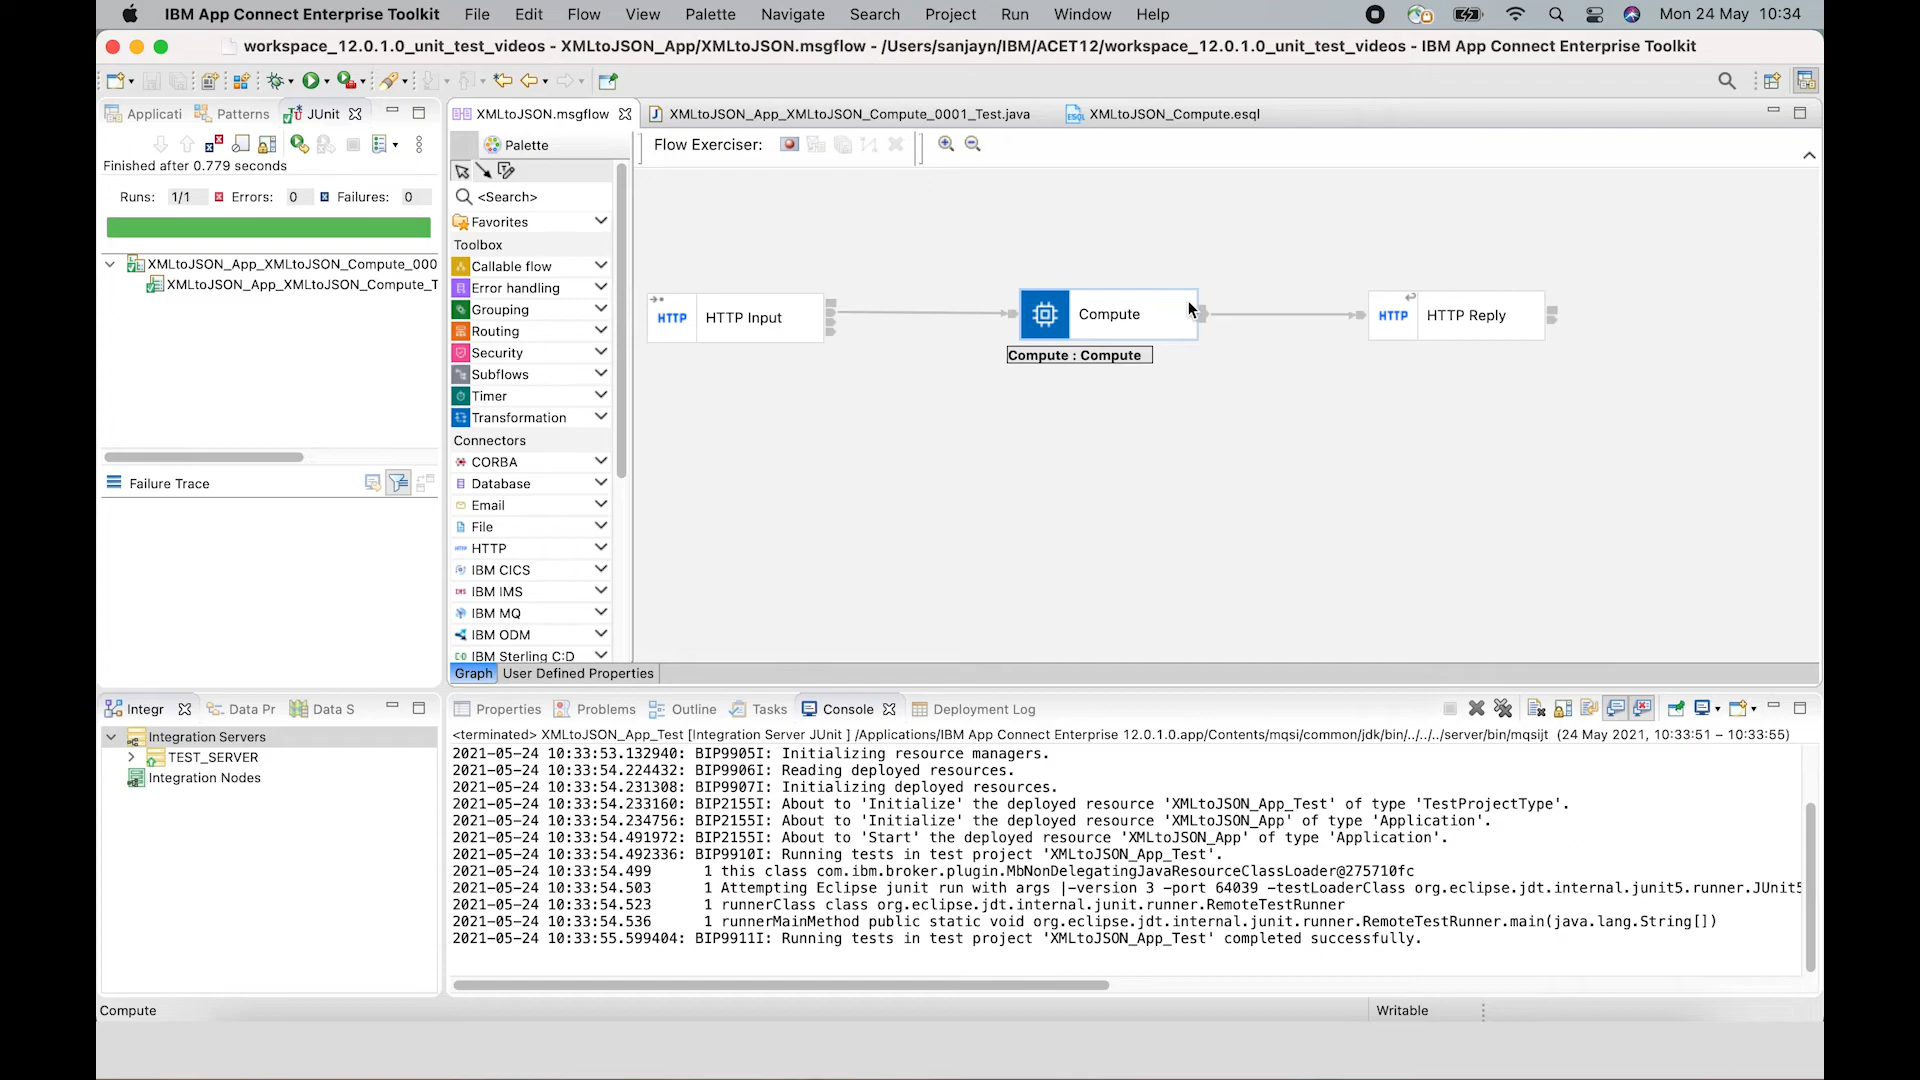 IBM App Connect Enterprise Toolkit File Edit Flow View Palette Navigate Search Project Run Window Help Mon 24 May 10:34
workspace_12.0.1.0_unit_test_videos - XMLtoJSON_App/XMLtoJSON.msgflow - /Users/sanjayn/IBM/ACET12/workspace_12.0.1.0_unit_test_videos - IBM App Connect Enterprise Toolkit
Applicati Patterns JUnit
Finished after 0.779 seconds
Runs: 1/1 Errors: 0 Failures: 0
XMLtoJSON_App_XMLtoJSON_Compute_000
XMLtoJSON_App_XMLtoJSON_Compute_T
Failure Trace
XMLtoJSON.msgflow XMLtoJSON_App_XMLtoJSON_Compute_0001_Test.java XMLtoJSON_Compute.esql
Palette
Flow Exerciser:
<Search>
Favorites
Toolbox
Callable flow
Error handling
Grouping
Routing
Security
Subflows
Timer
Transformation
Connectors
CORBA
Database
Email
File
HTTP
IBM CICS
IBM IMS
IBM MQ
IBM ODM
IBM Sterling C:D
HTTP HTTP Input
Compute
Compute : Compute
HTTP HTTP Reply
Graph User Defined Properties
Integr Data Pr Data S
Integration Servers
TEST_SERVER
Integration Nodes
Properties Problems Outline Tasks Console Deployment Log
<terminated> XMLtoJSON_App_Test [Integration Server JUnit ] /Applications/IBM App Connect Enterprise 12.0.1.0.app/Contents/mqsi/common/jdk/bin/../../../server/bin/mqsijt (24 May 2021, 10:33:51 – 10:33:55)
2021-05-24 10:33:53.132940: BIP9905I: Initializing resource managers.
2021-05-24 10:33:54.224432: BIP9906I: Reading deployed resources.
2021-05-24 10:33:54.231308: BIP9907I: Initializing deployed resources.
2021-05-24 10:33:54.233160: BIP2155I: About to 'Initialize' the deployed resource 'XMLtoJSON_App_Test' of type 'TestProjectType'.
2021-05-24 10:33:54.234756: BIP2155I: About to 'Initialize' the deployed resource 'XMLtoJSON_App' of type 'Application'.
2021-05-24 10:33:54.491972: BIP2155I: About to 'Start' the deployed resource 'XMLtoJSON_App' of type 'Application'.
2021-05-24 10:33:54.492336: BIP9910I: Running tests in test project 'XMLtoJSON_App_Test'.
2021-05-24 10:33:54.499 1 this class com.ibm.broker.plugin.MbNonDelegatingJavaResourceClassLoader@275710fc
2021-05-24 10:33:54.503 1 Attempting Eclipse junit run with args |-version 3 -port 64039 -testLoaderClass org.eclipse.jdt.internal.junit5.runner.JUnit5
2021-05-24 10:33:54.523 1 runnerClass class org.eclipse.jdt.internal.junit.runner.RemoteTestRunner
2021-05-24 10:33:54.536 1 runnerMainMethod public static void org.eclipse.jdt.internal.junit.runner.RemoteTestRunner.main(java.lang.String[])
2021-05-24 10:33:55.599404: BIP9911I: Running tests in test project 'XMLtoJSON_App_Test' completed successfully.
Compute Writable